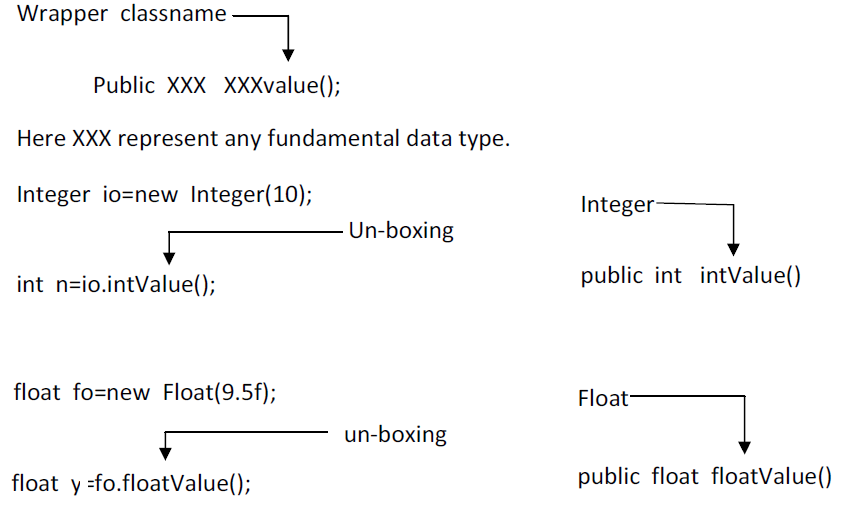 Wrapper classname
Public XXX XXXvalue();
Here XXX represent any fundamental data type.
Integer io=new Integer(10);
Un-boxing
int n=io.intValue();
Integer
public int intValue()
float fo=new Float(9.5f);
un-boxing
float y=fo.floatValue();
Float
public float floatValue()